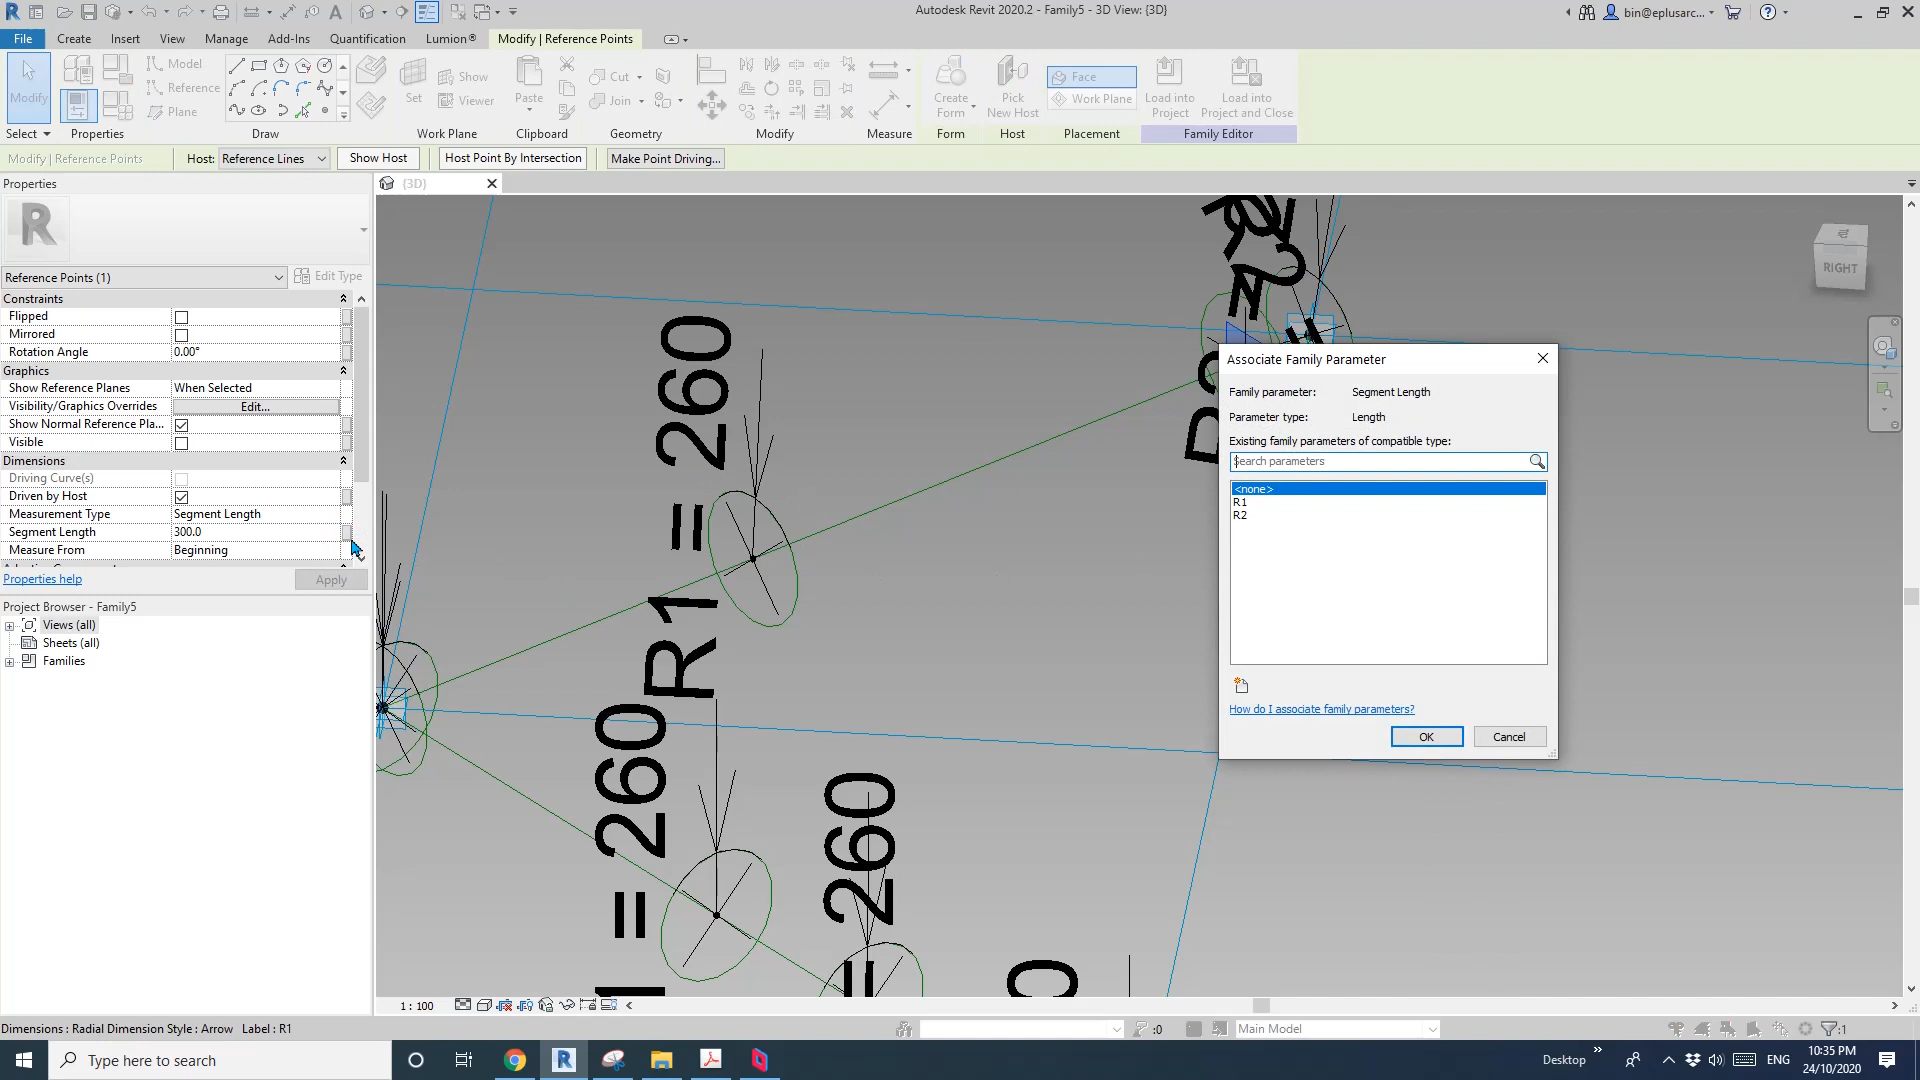 Autodesk Revit 2020.2 - Family5 - 3D View: {3D}
bin@eplusarc...
File Create Insert View Manage Add-Ins Quantification Lumion® Modify | Reference Points
Modify
Model
Reference
Plane
Set
Show
Viewer
Paste
Cut
Join
Create
Form
Pick
New Host
Face
Work Plane
Load into
Project
Load into
Project and Close
Select Properties Draw Work Plane Clipboard Geometry Modify Measure Form Host Placement Family Editor
Modify | Reference Points Host: Reference Lines Show Host Host Point By Intersection Make Point Driving...
Properties
{3D}
R
Reference Points (1) Edit Type
Constraints
Flipped
Mirrored
Rotation Angle 0.00°
Graphics
Show Reference Planes When Selected
Visibility/Graphics Overrides Edit...
Show Normal Reference Pla...
Visible
Dimensions
Driving Curve(s)
Driven by Host
Measurement Type Segment Length
Segment Length 300.0
Measure From Beginning
Properties help Apply
Project Browser - Family5
Views (all)
Sheets (all)
Families
R1 = 260
1 = 260
= 260
0
RIGHT
Associate Family Parameter
Family parameter: Segment Length
Parameter type: Length
Existing family parameters of compatible type:
Search parameters
<none>
R1
R2
How do I associate family parameters?
OK Cancel
1 : 100
Dimensions : Radial Dimension Style : Arrow Label : R1
:0
Main Model
:1
Type here to search
Desktop
ENG
10:35 PM
24/10/2020